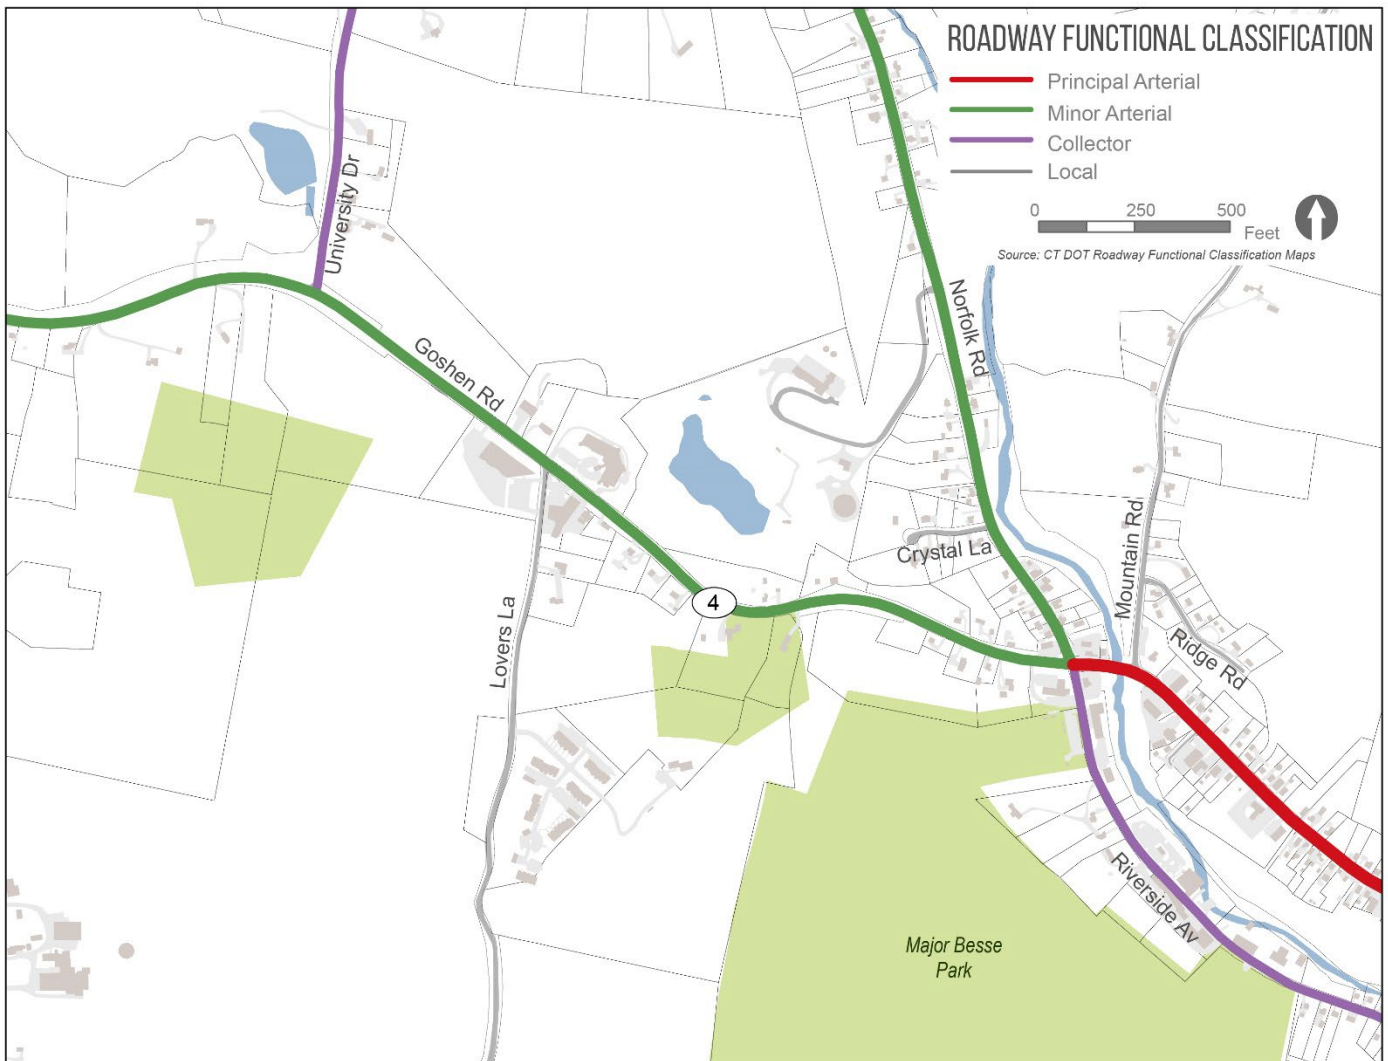 ROADWAY FUNCTIONAL CLASSIFICATION
Principal Arterial
Minor Arterial
Collector
Local
0 250 500
Feet
Source: CT DOT Roadway Functional Classification Maps
University Dr
Goshen Rd
Norfolk Rd
Crystal La
Mountain Rd
Ridge Rd
4
Lovers La
Riverside Av
Major Besse
Park